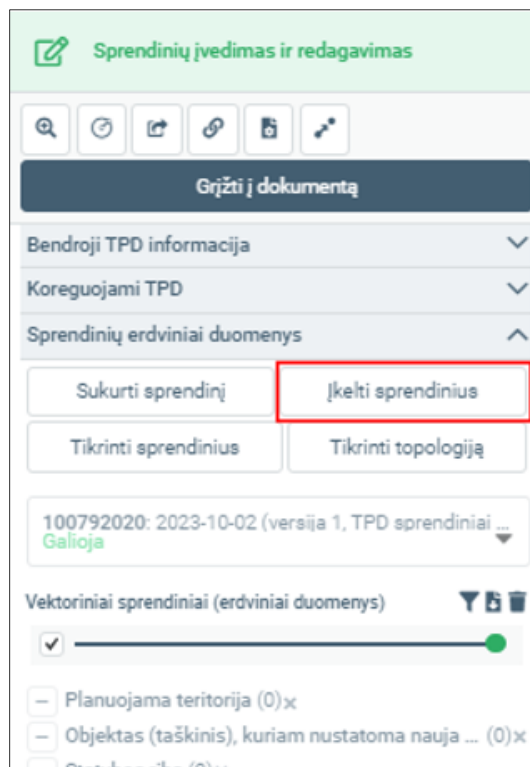 Sprendinių įvedimas ir redagavimas
Grįžti į dokumentą
Bendroji TPD informacija
Koreguojami TPD
Sprendinių erdviniai duomenys
Sukurti sprendinį
Įkelti sprendinius
Tikrinti sprendinius
Tikrinti topologiją
100792020: 2023-10-02 (versija 1, TPD sprendiniai ...
Galioja
Vektoriniai sprendiniai (erdviniai duomenys)
Planuojama teritorija (0)×
Objektas (taškinis), kuriam nustatoma nauja ... (0)×